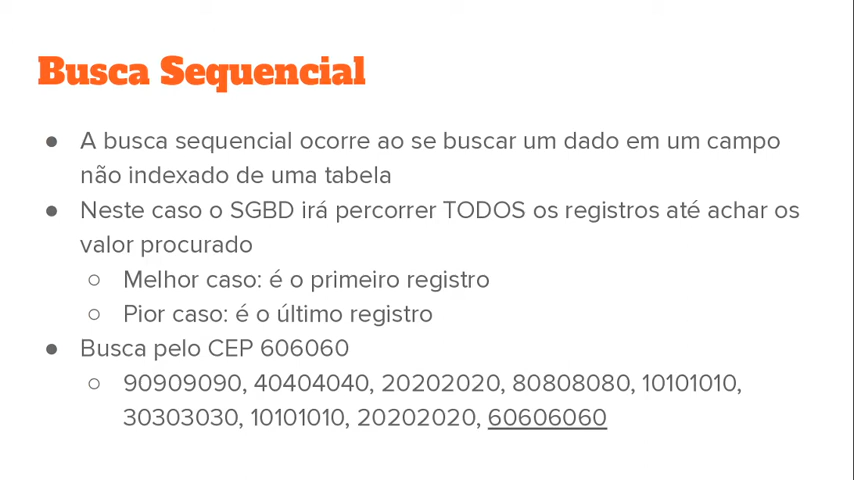 Busca Sequencial
● A busca sequencial ocorre ao se buscar um dado em um campo
não indexado de uma tabela
● Neste caso o SGBD irá percorrer TODOS os registros até achar os
valor procurado
○ Melhor caso: é o primeiro registro
○ Pior caso: é o último registro
● Busca pelo CEP 606060
○ 90909090, 40404040, 20202020, 80808080, 10101010,
30303030, 10101010, 20202020, 60606060